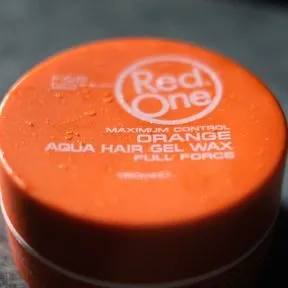 Red
One
MAXIMUM CONTROL
ORANGE
AQUA HAIR GEL WAX
FULL FORCE